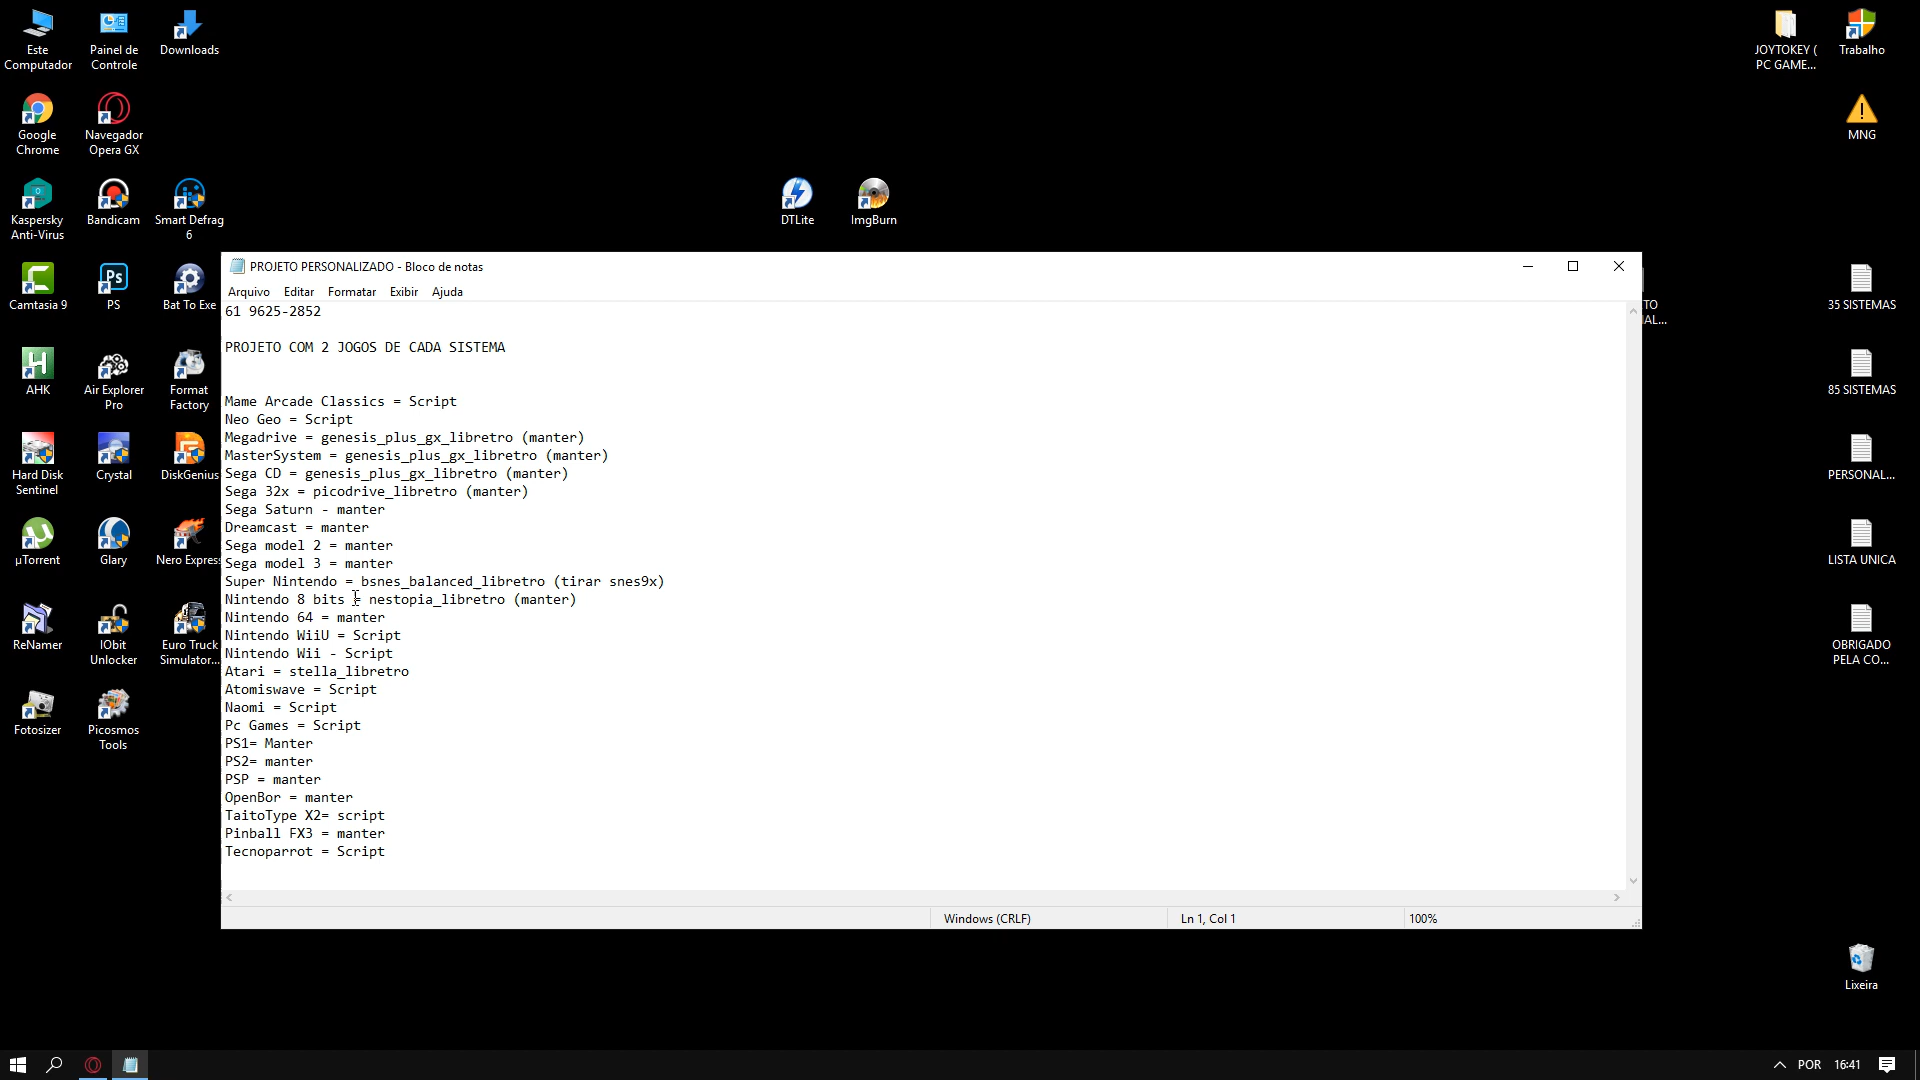 Este
Computador
Painel de
Controle
Downloads
JOYTOKEY (
PC GAME...
Trabalho
Google
Chrome
Navegador
Opera GX
MNG
Kaspersky
Anti-Virus
Bandicam
Smart Defrag
6
DTLite
ImgBurn
Camtasia 9
PS
Bat To Exe
TO
AL...
35 SISTEMAS
AHK
Air Explorer
Pro
Format
Factory
85 SISTEMAS
Hard Disk
Sentinel
Crystal
DiskGenius
PERSONAL...
µTorrent
Glary
Nero Express
LISTA UNICA
ReNamer
IObit
Unlocker
Euro Truck
Simulator...
OBRIGADO
PELA CO...
Fotosizer
Picosmos
Tools
Lixeira
PROJETO PERSONALIZADO - Bloco de notas
Arquivo Editar Formatar Exibir Ajuda
61 9625-2852
PROJETO COM 2 JOGOS DE CADA SISTEMA
Mame Arcade Classics = Script
Neo Geo = Script
Megadrive = genesis_plus_gx_libretro (manter)
MasterSystem = genesis_plus_gx_libretro (manter)
Sega CD = genesis_plus_gx_libretro (manter)
Sega 32x = picodrive_libretro (manter)
Sega Saturn - manter
Dreamcast = manter
Sega model 2 = manter
Sega model 3 = manter
Super Nintendo = bsnes_balanced_libretro (tirar snes9x)
Nintendo 8 bits = nestopia_libretro (manter)
Nintendo 64 = manter
Nintendo WiiU = Script
Nintendo Wii - Script
Atari = stella_libretro
Atomiswave = Script
Naomi = Script
Pc Games = Script
PS1= Manter
PS2= manter
PSP = manter
OpenBor = manter
TaitoType X2= script
Pinball FX3 = manter
Tecnoparrot = Script
Windows (CRLF) Ln 1, Col 1 100%
POR 16:41